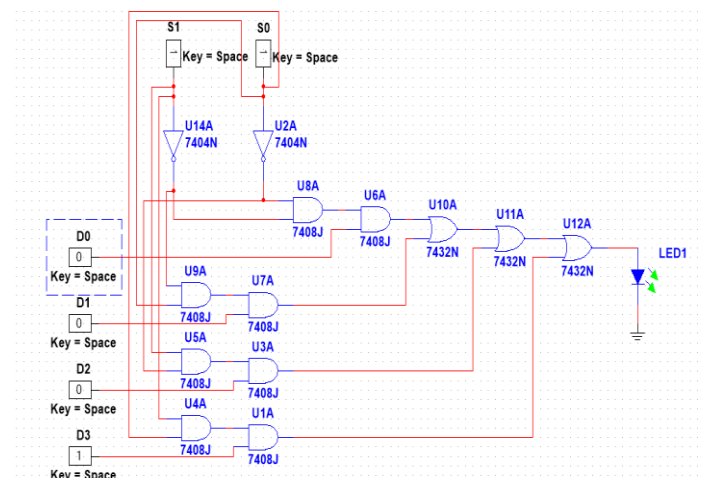 S1
S0
1
Key = Space
1
Key = Space
U14A
7404N
U2A
7404N
U8A
7408J
U6A
7408J
U10A
7432N
U11A
7432N
U12A
7432N
LED1
D0
0
Key = Space
U9A
7408J
U7A
7408J
D1
0
Key = Space
U5A
7408J
U3A
7408J
D2
0
Key = Space
U4A
7408J
U1A
7408J
D3
1
Key = Space